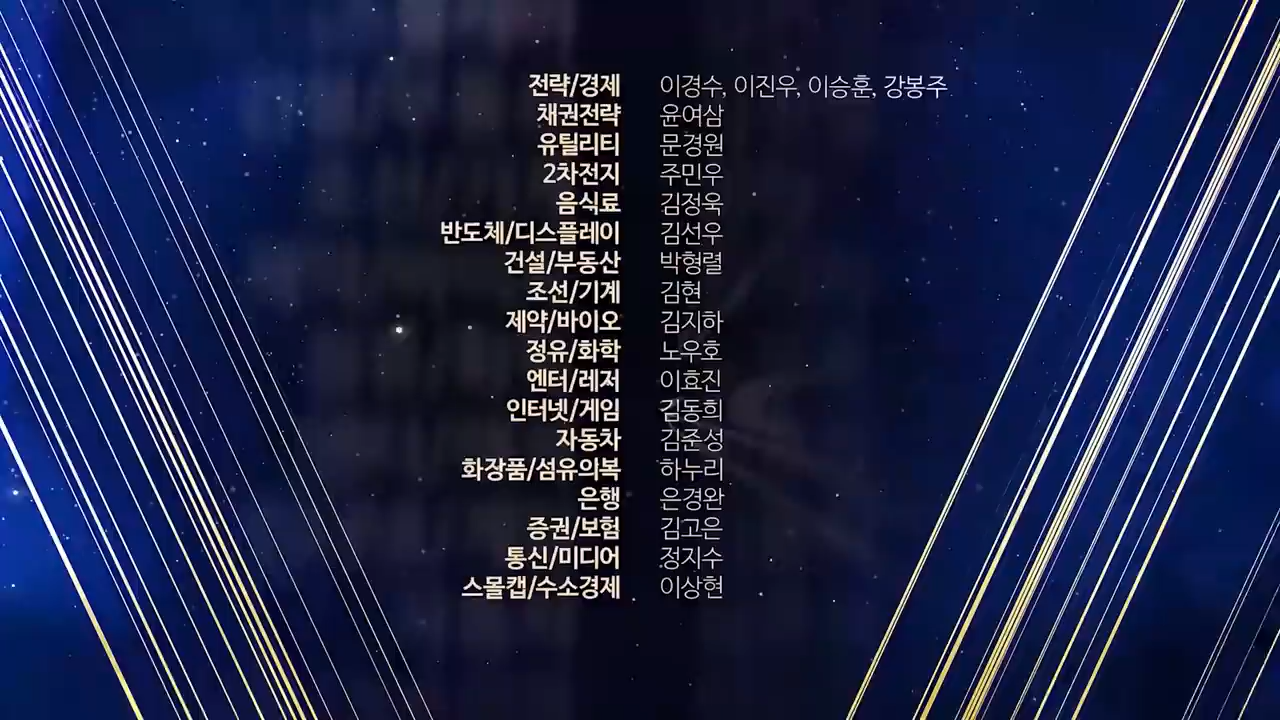 전략/경제 이경수, 이진우, 이승훈, 강봉주
채권전략 윤여삼
유틸리티 문경원
2차전지 주민우
음식료 김정욱
반도체/디스플레이 김선우
건설/부동산 박형렬
조선/기계 김현
제약/바이오 김지하
정유/화학 노우호
엔터/레저 이효진
인터넷/게임 김동희
자동차 김준성
화장품/섬유의복 하누리
은행 은경완
증권/보험 김고은
통신/미디어 정지수
스몰캡/수소경제 이상현